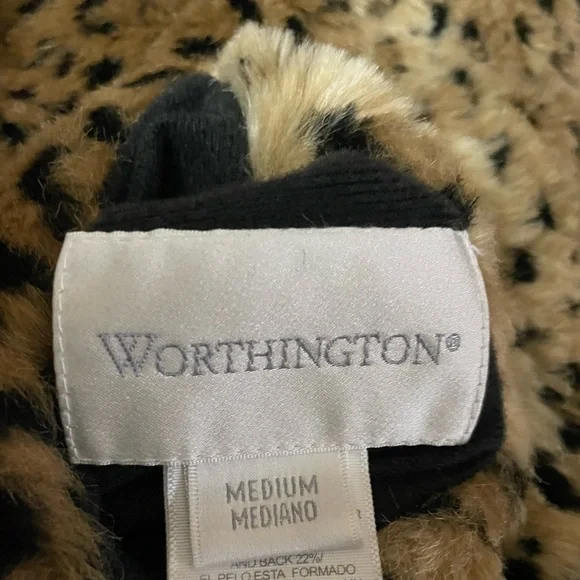 WORTHINGTON®
MEDIUM
MEDIANO
AND BACK 22%/
EL PELO ESTA FORMADO